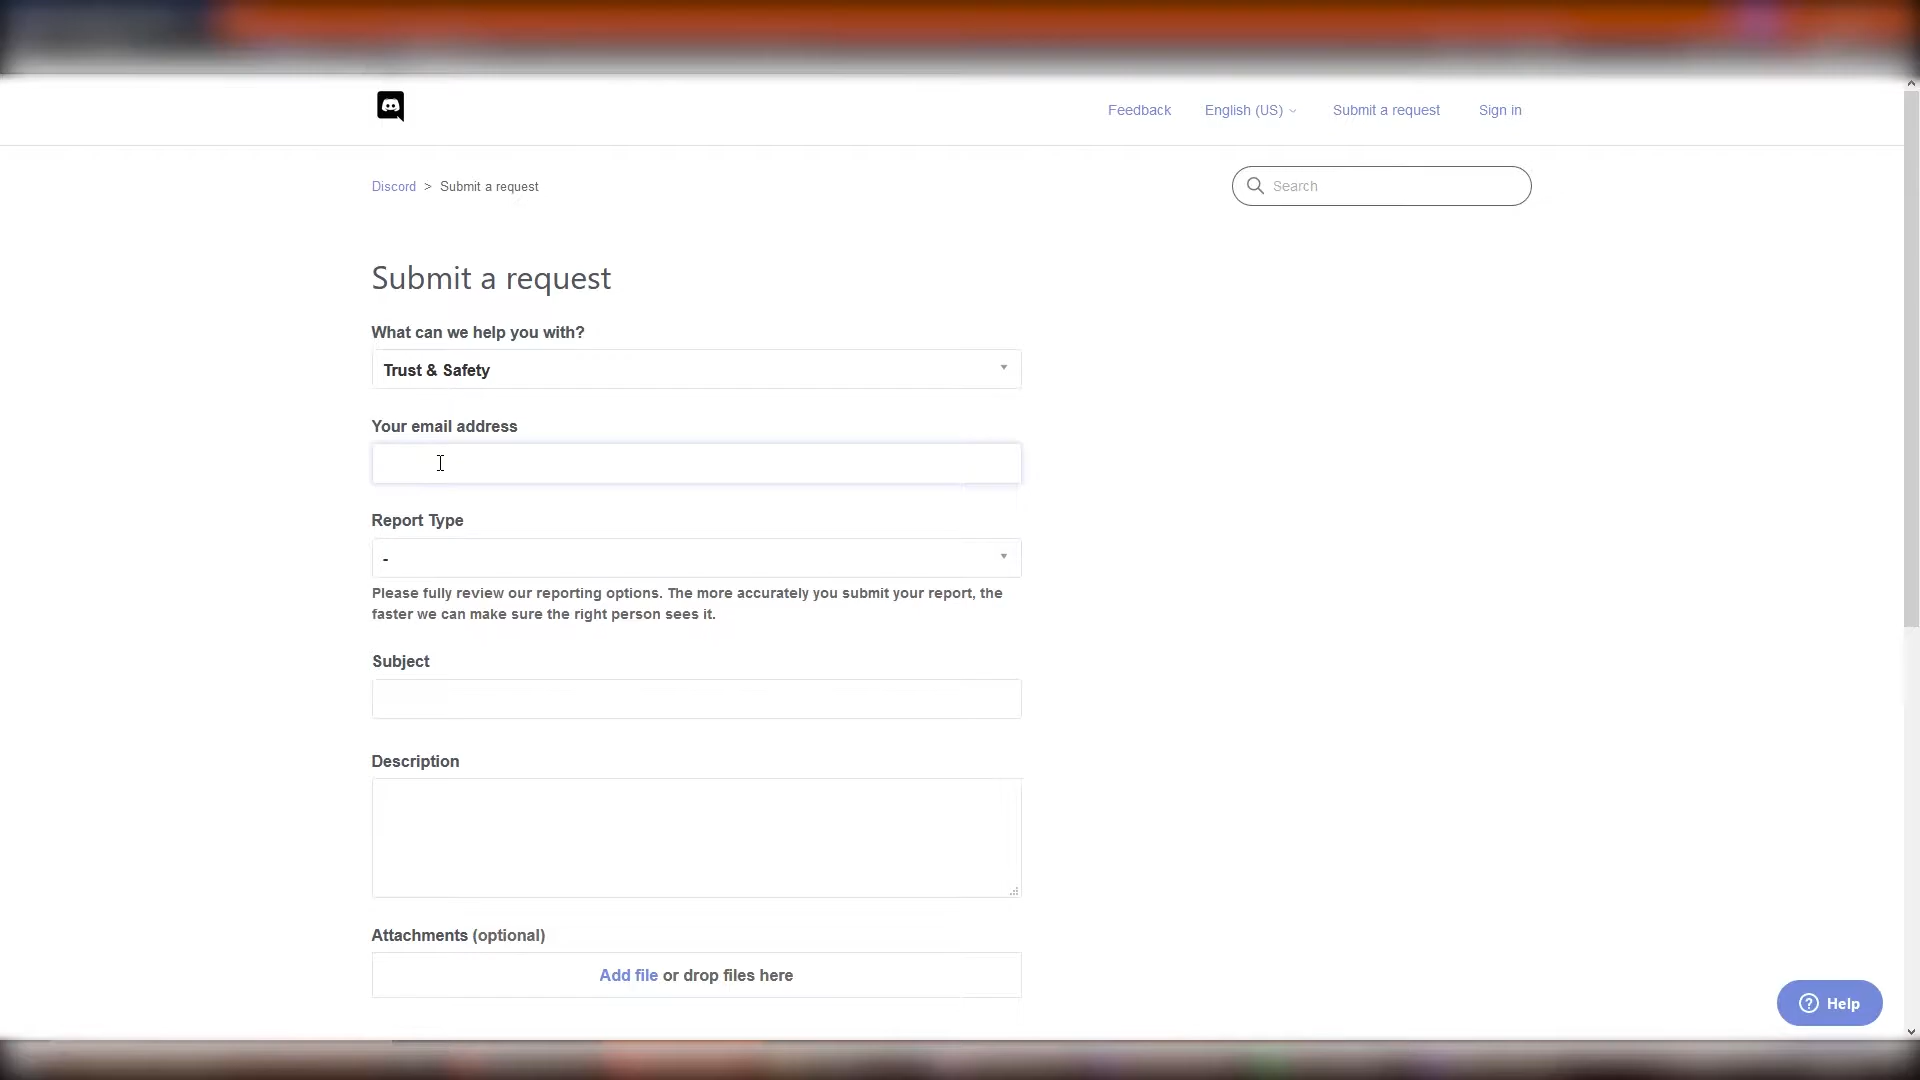 Feedback
English (US)
Submit a request
Sign in
Discord > Submit a request
Search
Submit a request
What can we help you with?
Trust & Safety
Your email address
Report Type
-
Please fully review our reporting options. The more accurately you submit your report, the
faster we can make sure the right person sees it.
Subject
Description
Attachments (optional)
Add file or drop files here
Help